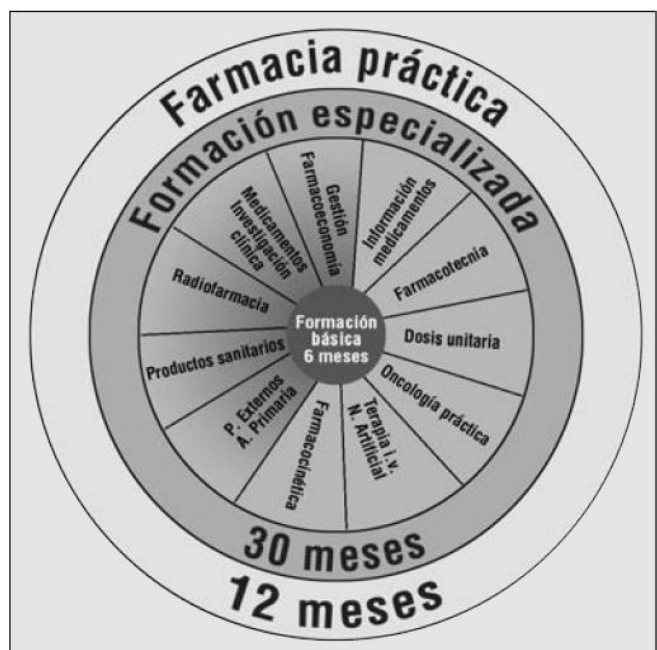 Farmacia práctica
Formación especializada
Gestión
Farmacoeconomía
Información
medicamentos
Farmacotecnia
Dosis unitaria
Oncología práctica
Terapia i.v.
N. Artificial
Farmacocinética
P. Externos
A. Primaria
Productos sanitarios
Radiofarmacia
Medicamentos
Investigación
clínica
Formación
básica
6 meses
30 meses
12 meses